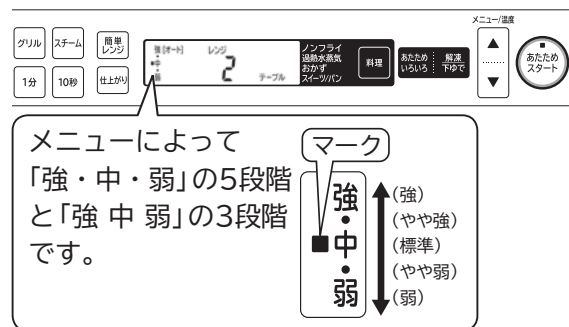 メニュー/温度
グリル
スチーム
簡単
レンジ
1分
10秒
仕上がり
強(オート)
・
中
・
弱
レンジ
2
テーブル
ノンフライ
過熱水蒸気
おかず
スイーツ/パン
料理
あたため
いろいろ
解凍
下ゆで
▲
▼
あたため
スタート
メニューによって
「強・中・弱」の5段階
と「強 中 弱」の3段階
です。
マーク
強
・
■中
・
弱
(強)
(やや強)
(標準)
(やや弱)
(弱)